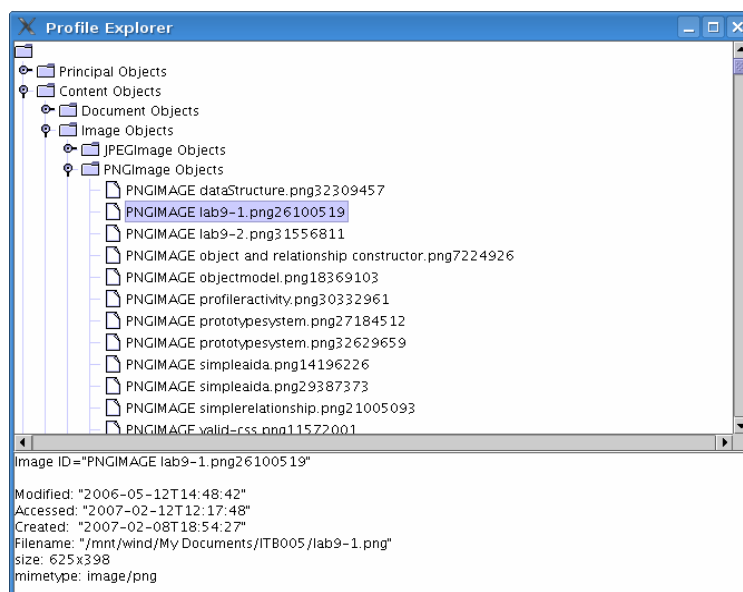 Profile Explorer
Principal Objects
Content Objects
Document Objects
Image Objects
JPEGImage Objects
PNGImage Objects
PNGIMAGE dataStructure.png32309457
PNGIMAGE lab9-1.png26100519
PNGIMAGE lab9-2.png31556811
PNGIMAGE object and relationship constructor.png7224926
PNGIMAGE objectmodel.png18369103
PNGIMAGE profileractivity.png30332961
PNGIMAGE prototypesystem.png27184512
PNGIMAGE prototypesystem.png32629659
PNGIMAGE simpleaida.png14196226
PNGIMAGE simpleaida.png29387373
PNGIMAGE simplerelationship.png21005093
PNGIMAGE valid-css.png11572001
Image ID="PNGIMAGE lab9-1.png26100519"
Modified: "2006-05-12T14:48:42"
Accessed: "2007-02-12T12:17:48"
Created: "2007-02-08T18:54:27"
Filename: "/mnt/wind/My Documents/ITB005/lab9-1.png"
size: 625x398
mimetype: image/png